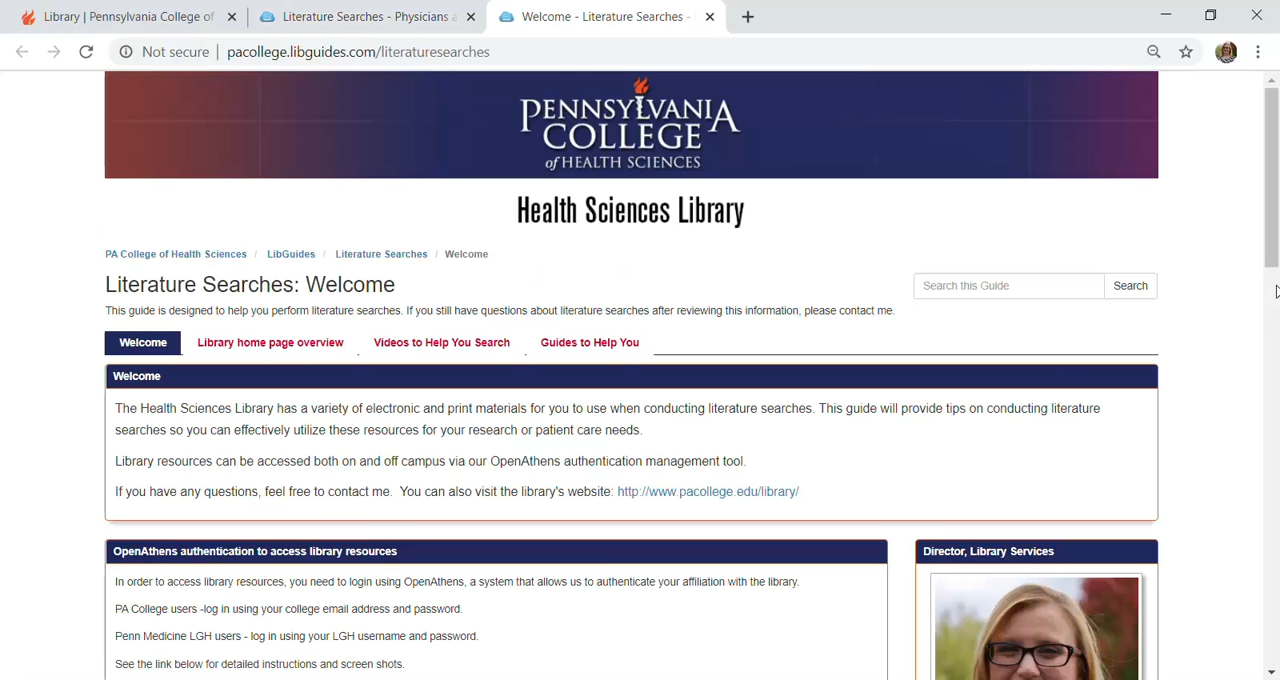 Library | Pennsylvania College of
Literature Searches - Physicians a
Welcome - Literature Searches -
Not secure | pacollege.libguides.com/literaturesearches
PENNSYLVANIA
COLLEGE
of HEALTH SCIENCES
Health Sciences Library
PA College of Health Sciences / LibGuides / Literature Searches / Welcome
Literature Searches: Welcome
Search this Guide Search
This guide is designed to help you perform literature searches. If you still have questions about literature searches after reviewing this information, please contact me.
Welcome Library home page overview Videos to Help You Search Guides to Help You
Welcome
The Health Sciences Library has a variety of electronic and print materials for you to use when conducting literature searches. This guide will provide tips on conducting literature
searches so you can effectively utilize these resources for your research or patient care needs.
Library resources can be accessed both on and off campus via our OpenAthens authentication management tool.
If you have any questions, feel free to contact me. You can also visit the library's website: http://www.pacollege.edu/library/
OpenAthens authentication to access library resources
In order to access library resources, you need to login using OpenAthens, a system that allows us to authenticate your affiliation with the library.
PA College users -log in using your college email address and password.
Penn Medicine LGH users - log in using your LGH username and password.
See the link below for detailed instructions and screen shots.
Director, Library Services